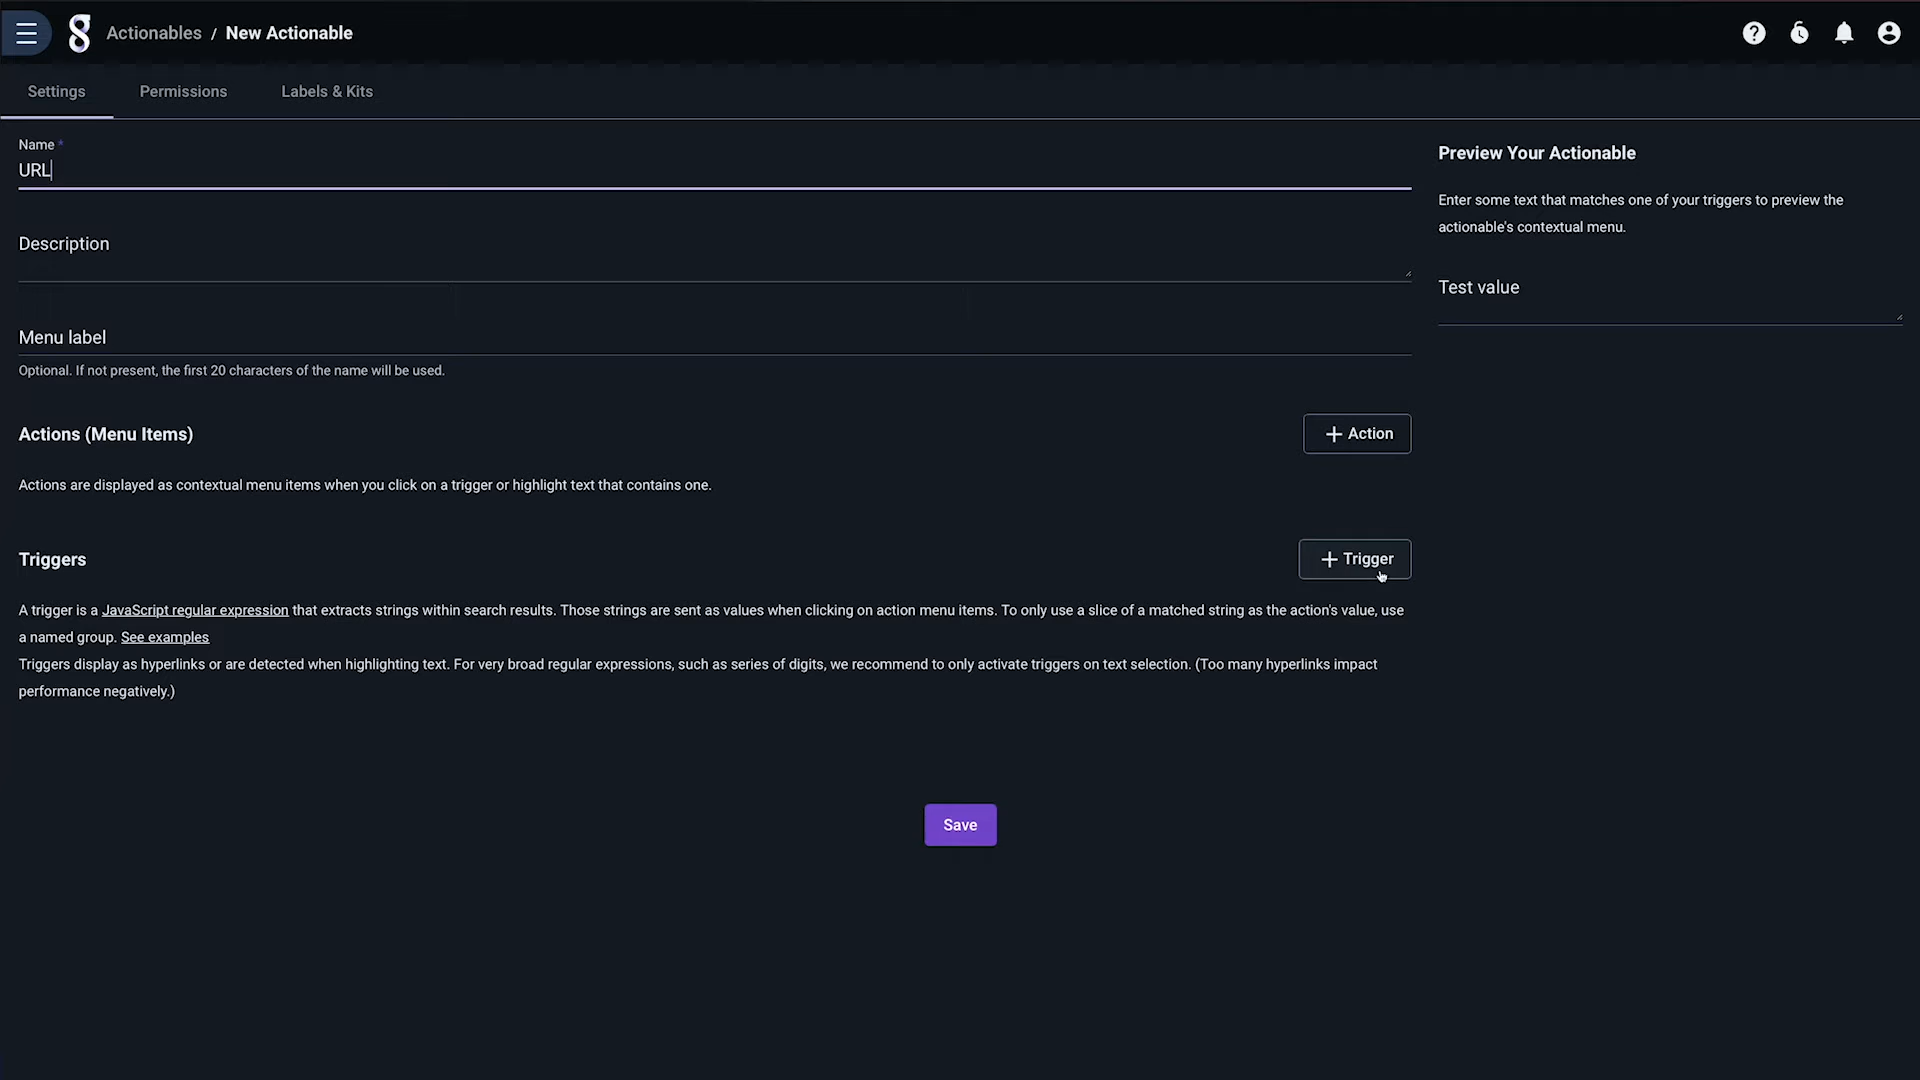 Actionables / New Actionable
Settings
Permissions
Labels & Kits
Name *
URL
Description
Menu label
Optional. If not present, the first 20 characters of the name will be used.
Actions (Menu Items)
+ Action
Actions are displayed as contextual menu items when you click on a trigger or highlight text that contains one.
Triggers
+ Trigger
A trigger is a JavaScript regular expression that extracts strings within search results. Those strings are sent as values when clicking on action menu items. To only use a slice of a matched string as the action's value, use
a named group. See examples
Triggers display as hyperlinks or are detected when highlighting text. For very broad regular expressions, such as series of digits, we recommend to only activate triggers on text selection. (Too many hyperlinks impact
performance negatively.)
Save
Preview Your Actionable
Enter some text that matches one of your triggers to preview the
actionable's contextual menu.
Test value